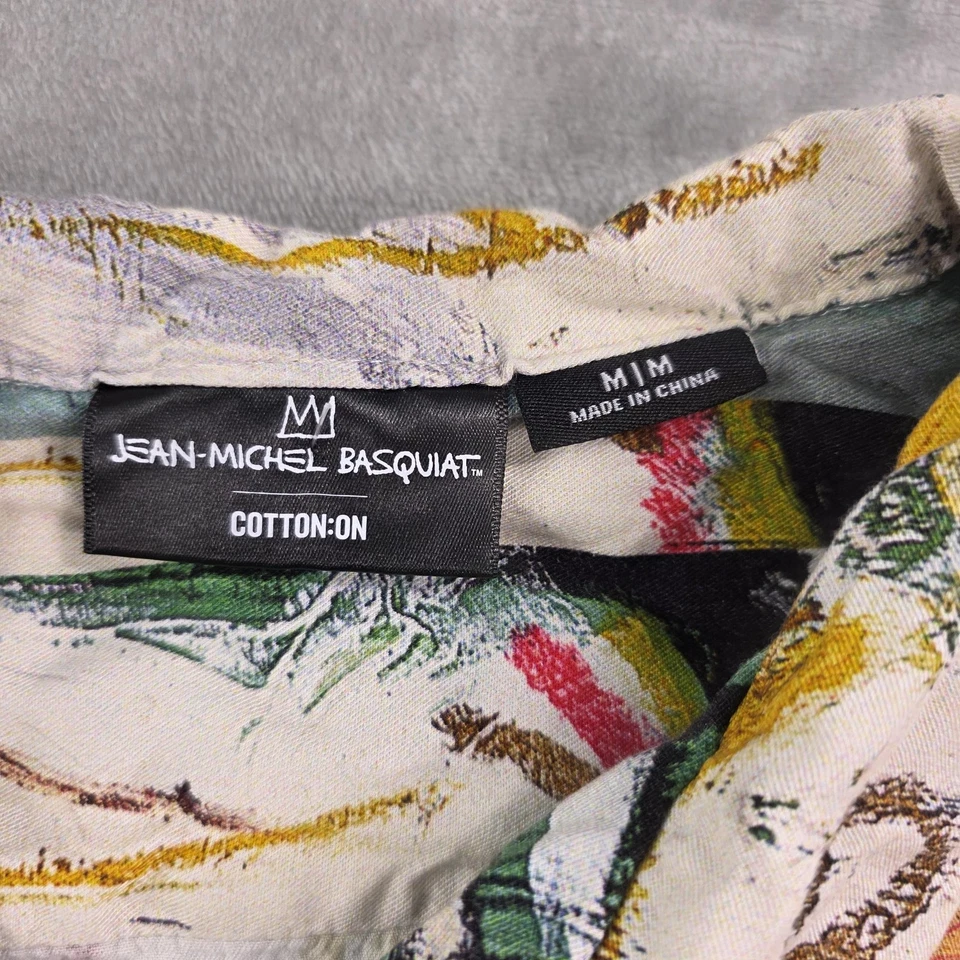 JEAN-MICHEL BASQUIAT™
COTTON:ON
M|M
MADE IN CHINA